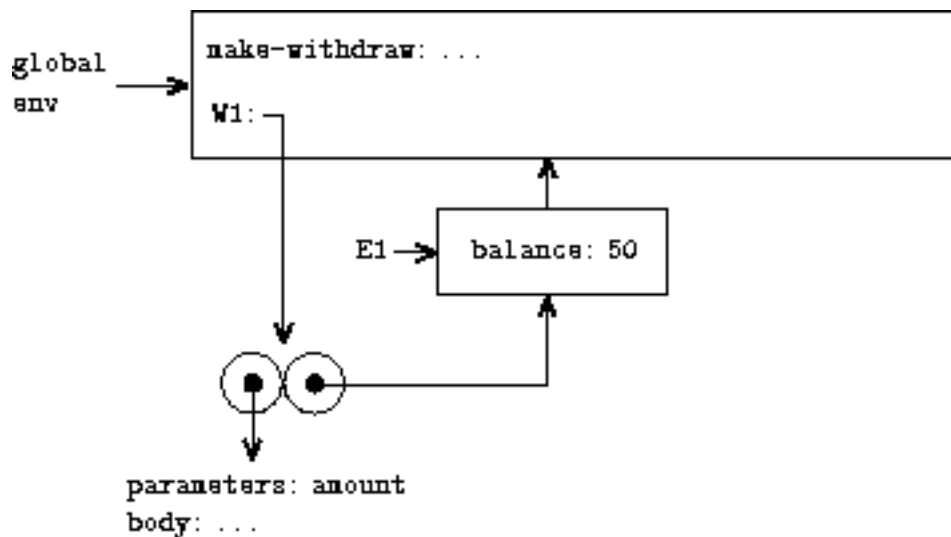 make-withdraw: ...
global
env
W1:
E1
balance: 50
parameters: amount
body: ...